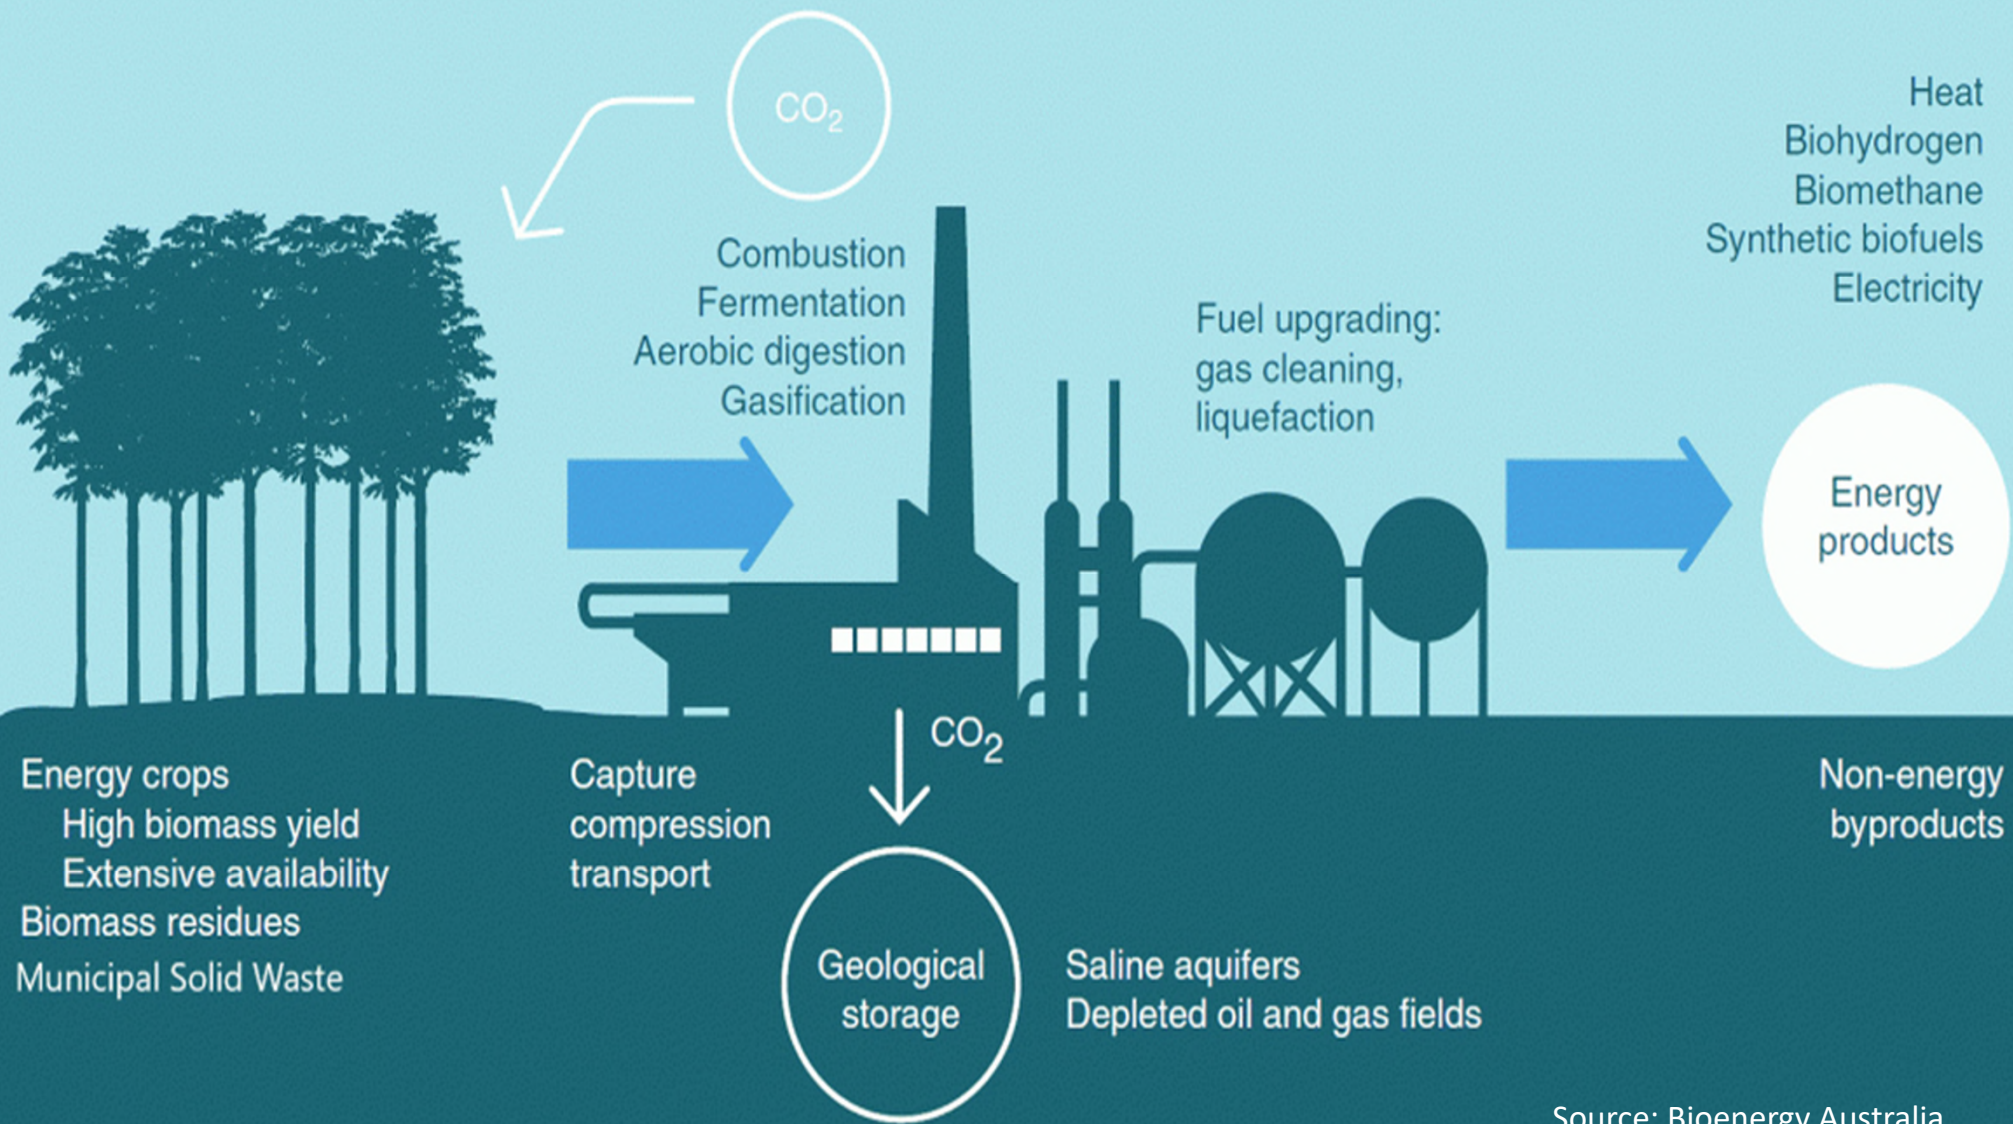 CO2
Heat
Biohydrogen
Biomethane
Synthetic biofuels
Electricity
Combustion
Fermentation
Aerobic digestion
Gasification
Fuel upgrading:
gas cleaning,
liquefaction
Energy
products
CO2
Energy crops
High biomass yield
Extensive availability
Biomass residues
Municipal Solid Waste
Capture
compression
transport
Geological
storage
Saline aquifers
Depleted oil and gas fields
Non-energy
byproducts
Source: Bioenergy Australia